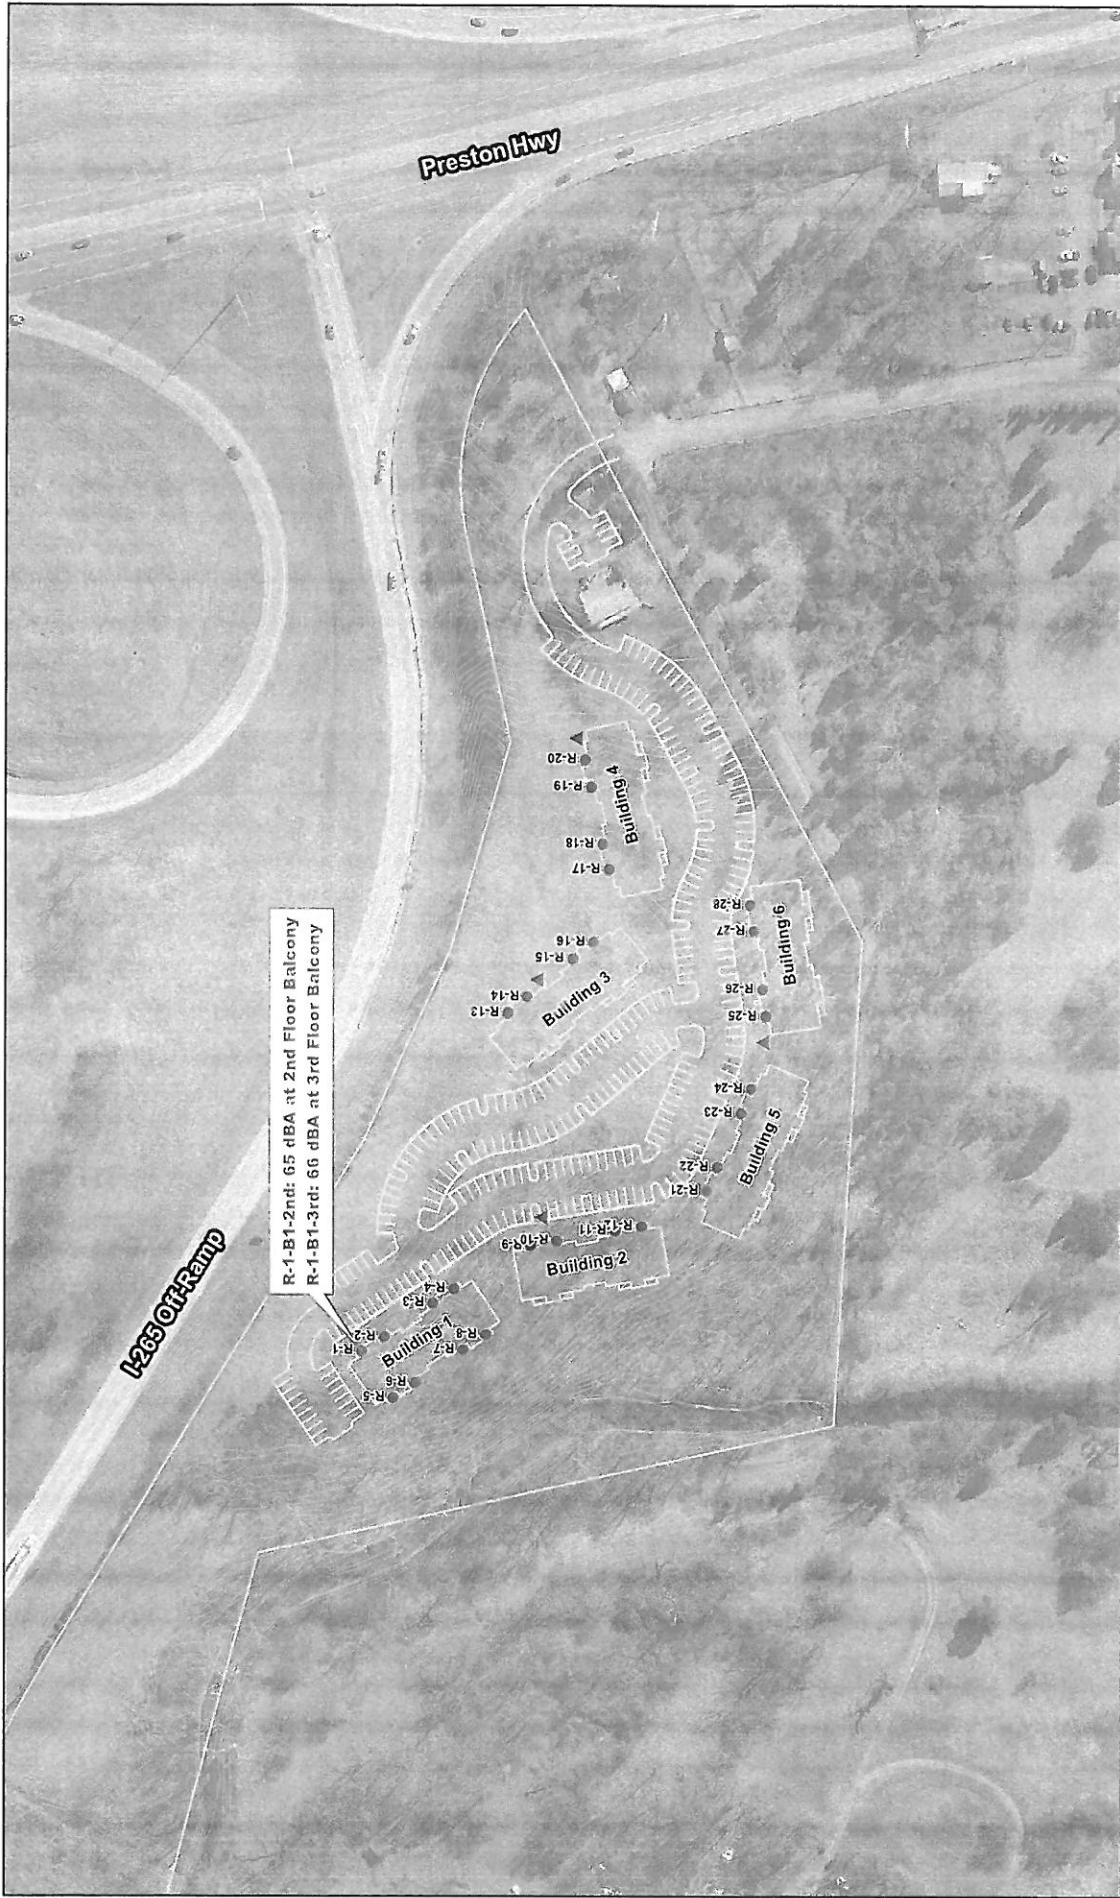 Preston Hwy
I-265 Off-Ramp
R-1-B1-2nd: 65 dBA at 2nd Floor Balcony
R-1-B1-3rd: 66 dBA at 3rd Floor Balcony
R-1
R-2
R-3
R-4
Building 1
R-5
R-6
R-7
R-8
R-9
R-10
R-11
R-12
Building 2
R-13
R-14
R-15
R-16
Building 3
R-17
R-18
R-19
R-20
Building 4
R-21
R-22
R-23
R-24
Building 5
R-25
R-26
R-27
R-28
Building 6